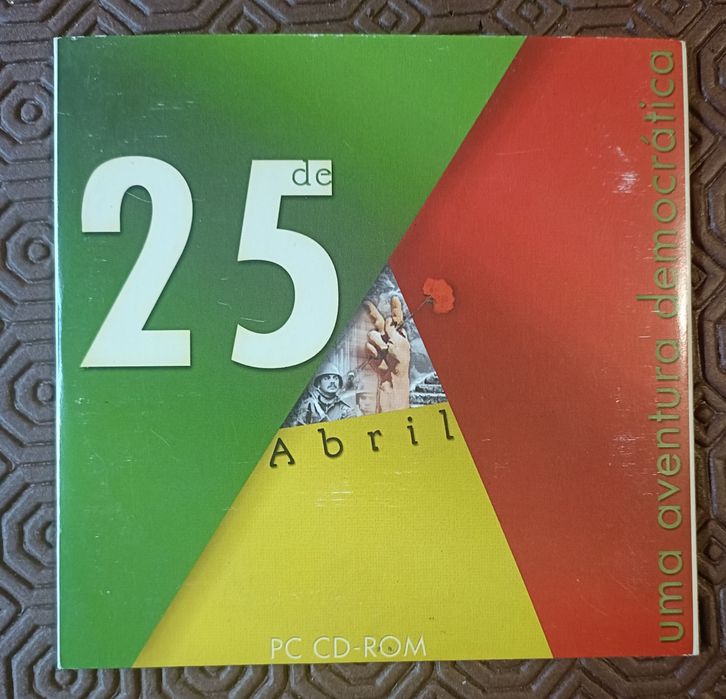 25
de
Abril
uma aventura democrática
PC CD-ROM